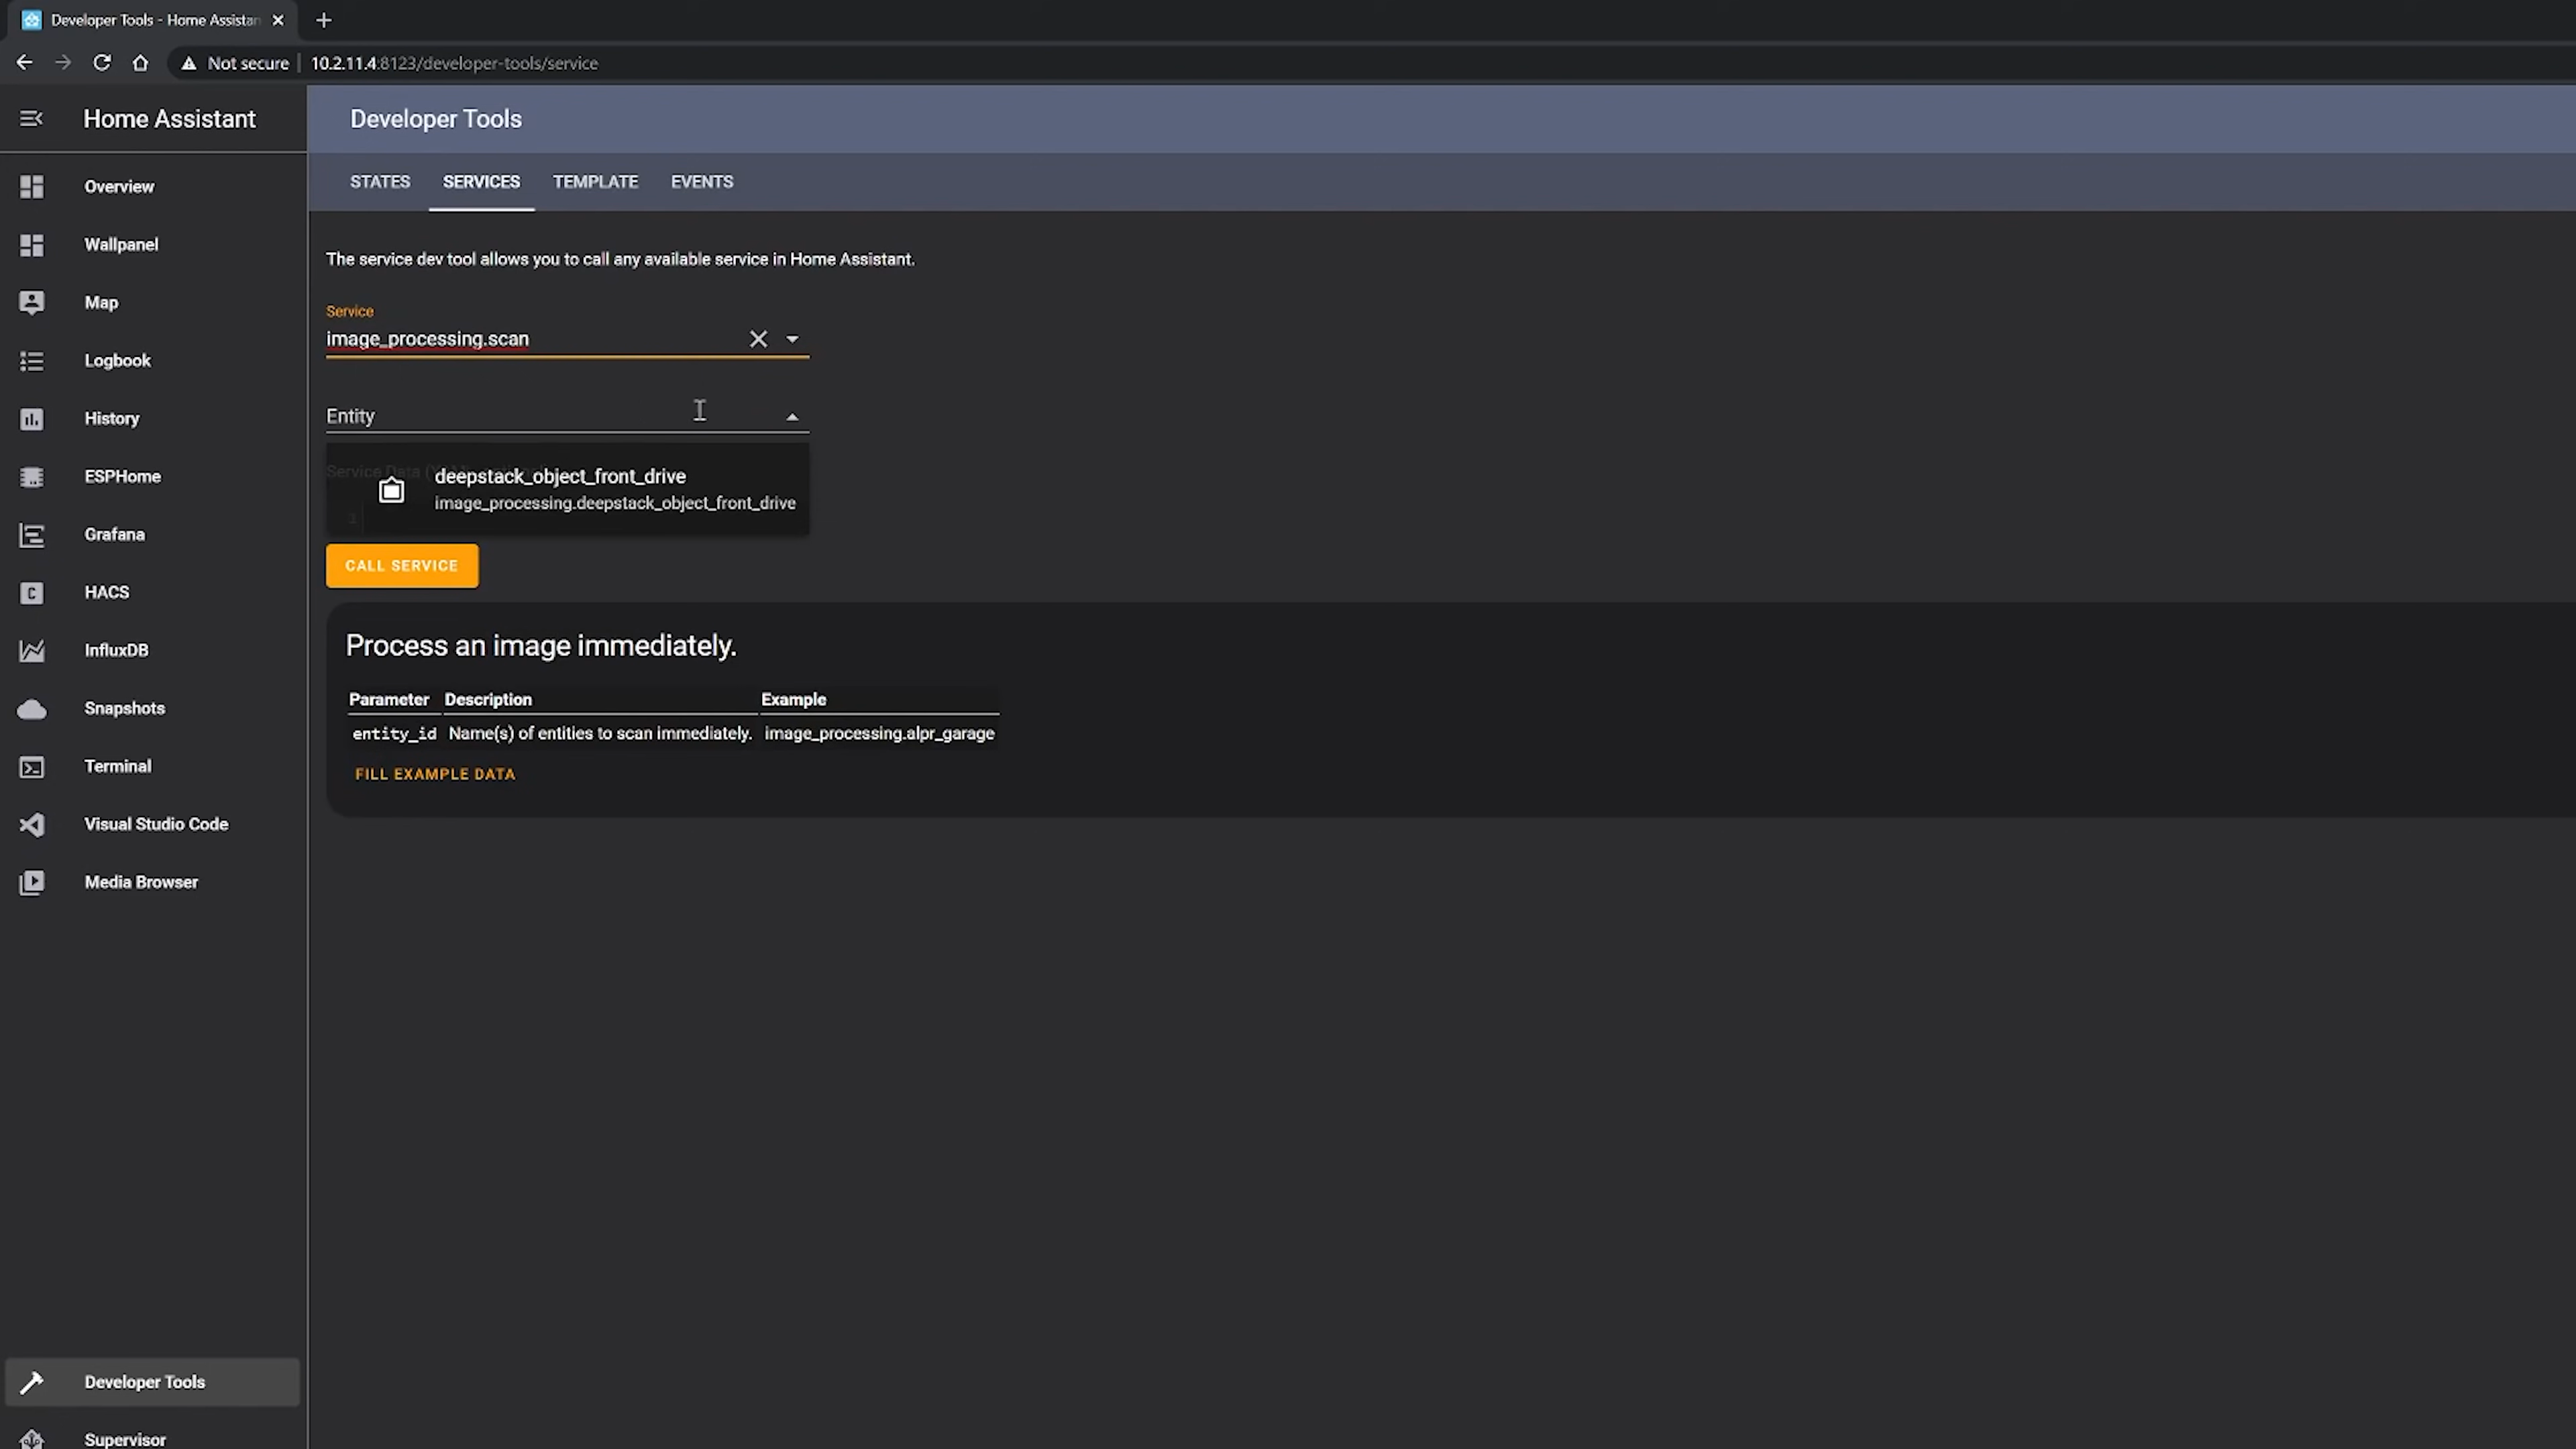 Developer Tools - Home Assistan
Not secure
10.2.11.4:8123/developer-tools/service
Home Assistant
Developer Tools
Overview
Wallpanel
Map
Logbook
History
ESPHome
Grafana
HACS
InfluxDB
Snapshots
Terminal
Visual Studio Code
Media Browser
Developer Tools
Supervisor
STATES SERVICES TEMPLATE EVENTS
The service dev tool allows you to call any available service in Home Assistant.
Service
image_processing.scan
Entity
Service Data
deepstack_object_front_drive
image_processing.deepstack_object_front_drive
CALL SERVICE
Process an image immediately.
Parameter Description Example
entity_id Name(s) of entities to scan immediately. image_processing.alpr_garage
FILL EXAMPLE DATA